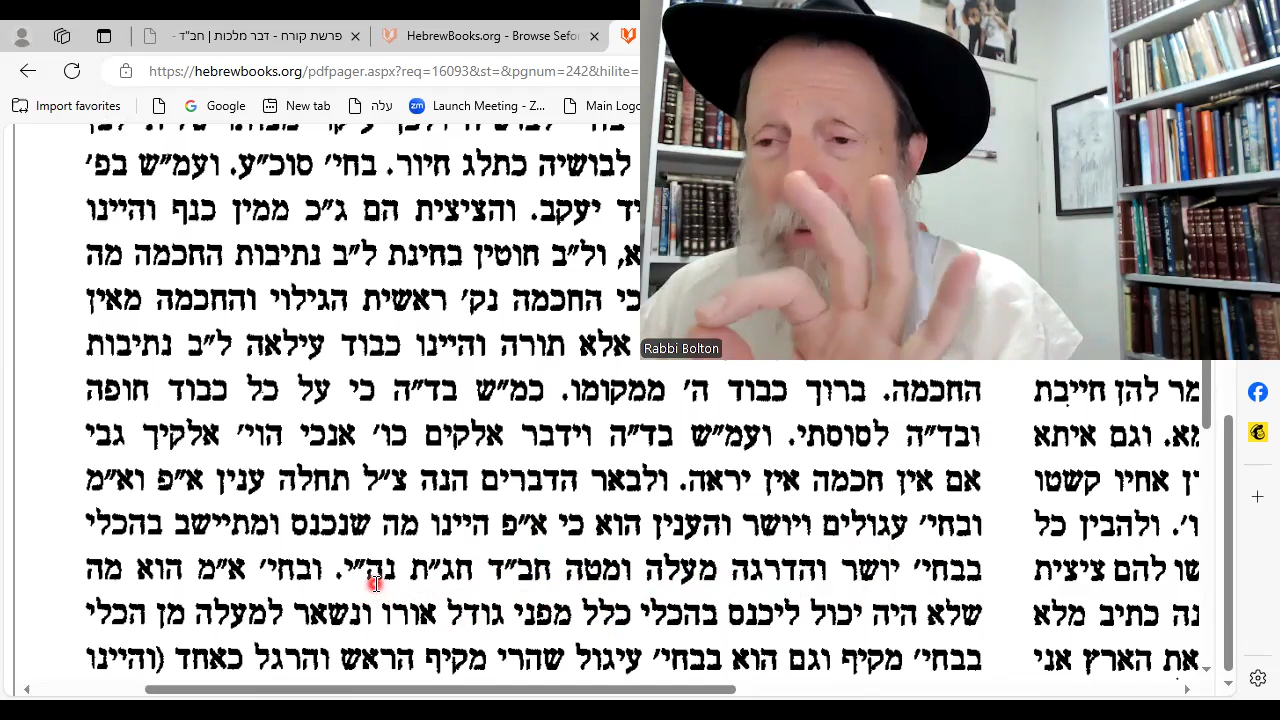 פרשת קורח - דבר מלכות | חב"ד -
HebrewBooks.org - Browse Sefor
https://hebrewbooks.org/pdfpager.aspx?req=16093&st=&pgnum=242&hilite=
Import favorites
Google
New tab
עלה
Launch Meeting - Z...
Main Logo
Rabbi Bolton
לבושיה כתלג חיור. בחי׳ סוכ״ע. ועמ״ש בפ׳
יעקב. והציצית הם ג״כ ממין כנף והיינו
ול״ב חוטין בחינת ל״ב נתיבות החכמה מה
כי החכמה נק׳ ראשית הגילוי והחכמה מאין
אלא תורה והיינו כבוד עילאה ל״ב נתיבות
החכמה. ברוך כבוד ה׳ ממקומו. כמ״ש בד״ה כי על כל כבוד חופה
ובד״ה לסוסתי. ועמ״ש בד״ה וידבר אלקים כו׳ אנכי הוי׳ אלקיך גבי
אם אין חכמה אין יראה. ולבאר הדברים הנה צ״ל תחלה ענין א״פ וא״מ
ובחי׳ עגולים ויושר והענין הוא כי א״פ היינו מה שנכנס ומתיישב בהכלי
בבחי׳ יושר והדרגה מעלה ומטה חב״ד חג״ת נה״י. ובחי׳ א״מ הוא מה
שלא היה יכול ליכנס בהכלי כלל מפני גודל אורו ונשאר למעלה מן הכלי
בבחי׳ מקיף וגם הוא בבחי׳ עיגול שהרי מקיף הראש והרגל כאחד (והיינו
להן חייבת
וגם איתא
אחיו קשטו
ולהבין כל
להם ציצית
כתיב מלא
את הארץ אני